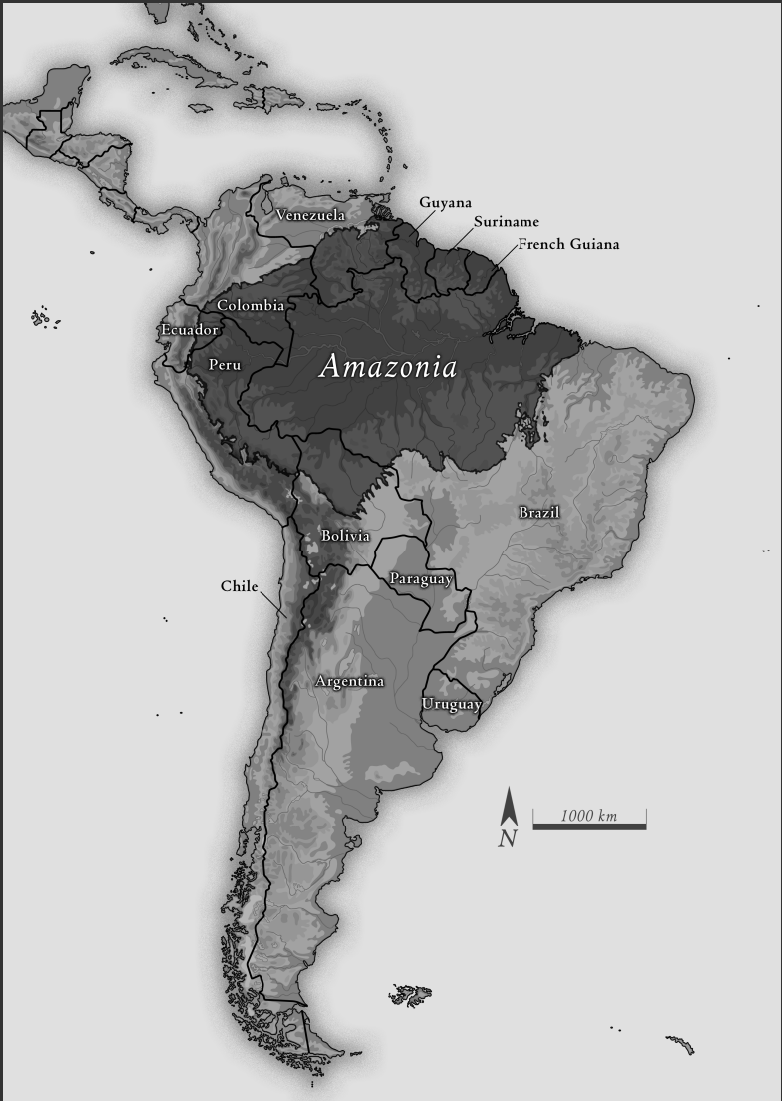 Guyana
Venezuela
Suriname
French Guiana
Colombia
Ecuador
Peru
Amazonia
Brazil
Bolivia
Paraguay
Chile
Argentina
Uruguay
1000 km
N